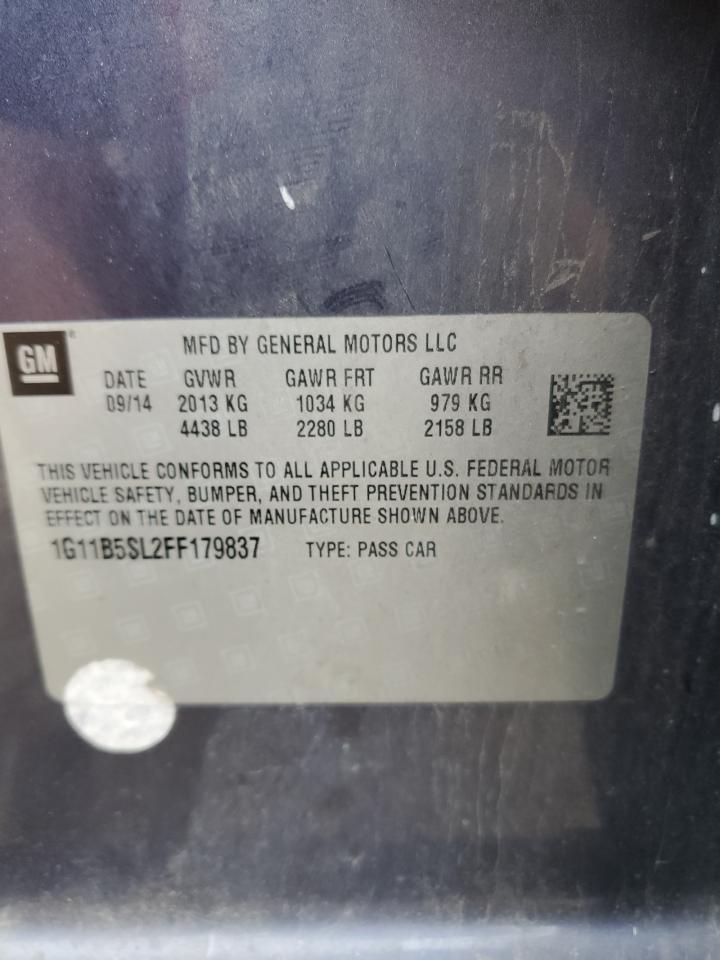 GM®
MFD BY GENERAL MOTORS LLC
DATE GVWR GAWR FRT GAWR RR
09/14 2013 KG 1034 KG 979 KG
4438 LB 2280 LB 2158 LB
THIS VEHICLE CONFORMS TO ALL APPLICABLE U.S. FEDERAL MOTOR
VEHICLE SAFETY, BUMPER, AND THEFT PREVENTION STANDARDS IN
EFFECT ON THE DATE OF MANUFACTURE SHOWN ABOVE.
1G11B5SL2FF179837 TYPE: PASS CAR